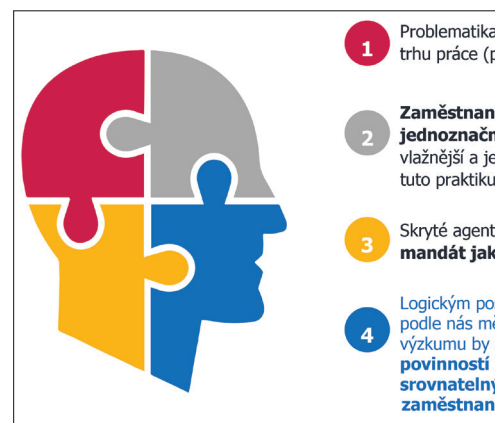 1
Problematika
trhu práce (p
2
Zaměstnan
jednoznačn
vlažnější a je
tuto praktiku
3
Skryté agent
mandát jak
4
Logickým po
podle nás mě
výzkumu by
povinností
srovnatelný
zaměstnan